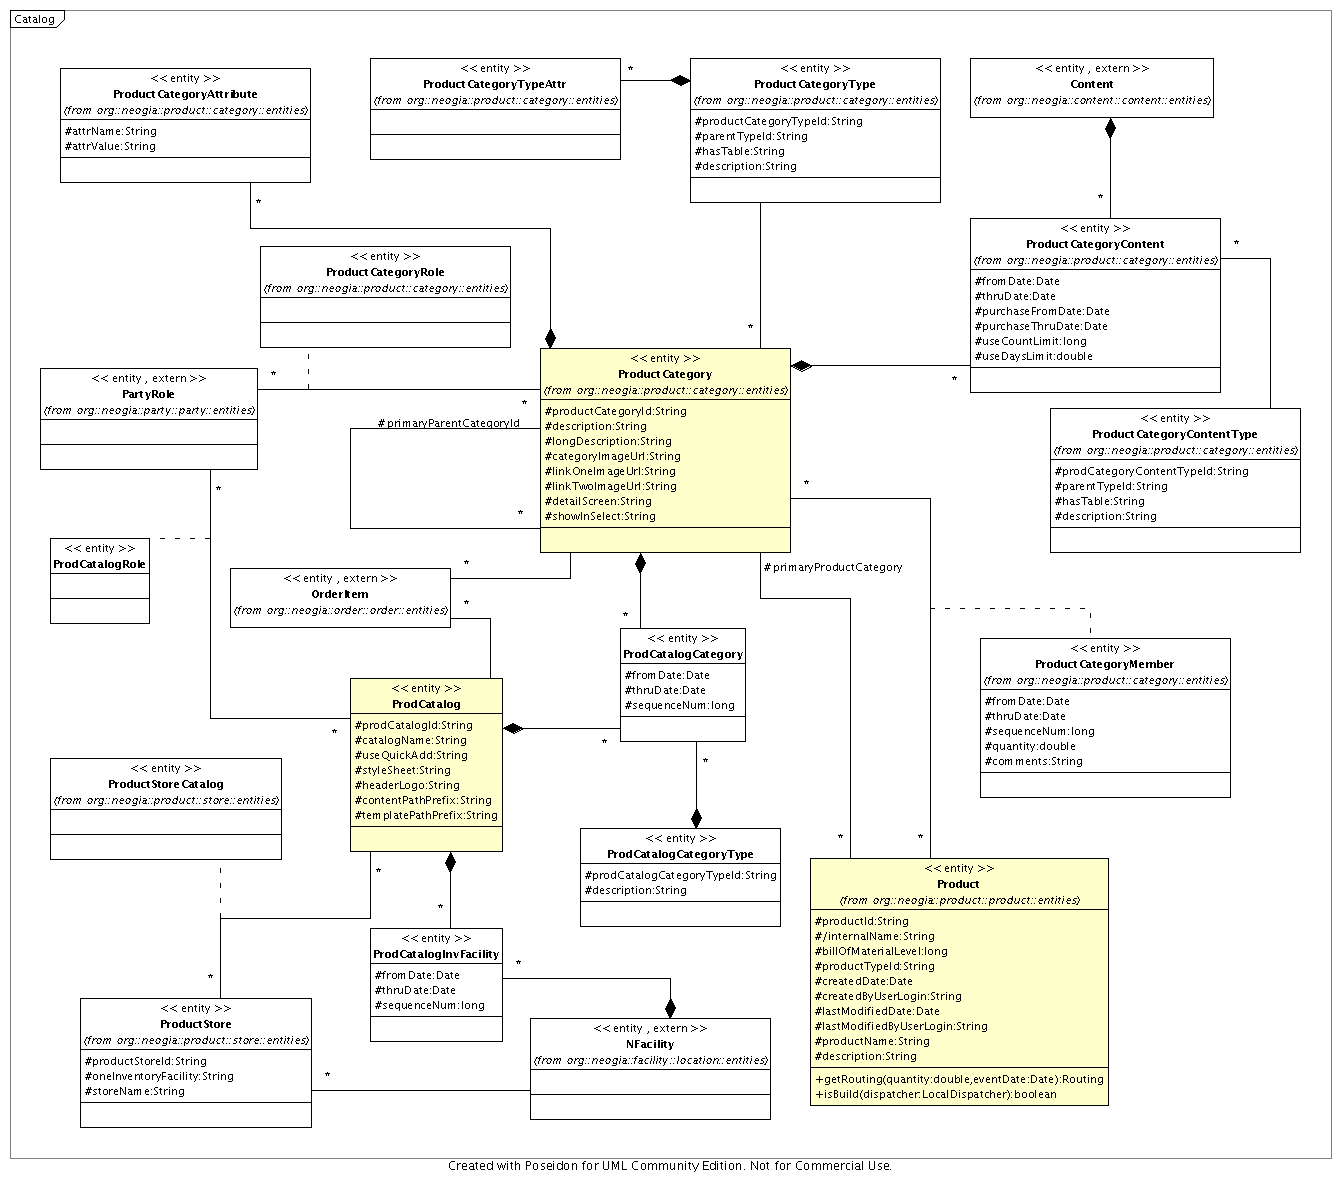 Catalog
<< entity >>
ProductCategoryAttribute
(from org::neogia::product::category::entities)
#attrName:String
#attrValue:String
*
<< entity >>
ProductCategoryTypeAttr
(from org::neogia::product::category::entities)
*
<< entity >>
ProductCategoryType
(from org::neogia::product::category::entities)
#productCategoryTypeId:String
#parentTypeId:String
#hasTable:String
#description:String
*
<< entity , extern >>
Content
(from org::neogia::content::content::entities)
*
<< entity >>
ProductCategoryRole
(from org::neogia::product::category::entities)
<< entity >>
ProductCategoryContent
(from org::neogia::product::category::entities)
#fromDate:Date
#thruDate:Date
#purchaseFromDate:Date
#purchaseThruDate:Date
#useCountLimit:long
#useDaysLimit:double
*
*
<< entity , extern >>
PartyRole
(from org::neogia::party::party::entities)
*
*
*
<< entity >>
ProductCategory
(from org::neogia::product::category::entities)
#productCategoryId:String
#description:String
#longDescription:String
#categoryImageUrl:String
#linkOneImageUrl:String
#linkTwoImageUrl:String
#detailScreen:String
#showInSelect:String
# primaryParentCategoryId
*
*
<< entity >>
ProductCategoryContentType
(from org::neogia::product::category::entities)
#prodCategoryContentTypeId:String
#parentTypeId:String
#hasTable:String
#description:String
<< entity >>
ProdCatalogRole
<< entity , extern >>
OrderItem
(from org::neogia::order::order::entities)
*
*
# primaryProductCategory
*
<< entity >>
ProdCatalogCategory
#fromDate:Date
#thruDate:Date
#sequenceNum:long
*
*
<< entity >>
ProductCategoryMember
(from org::neogia::product::category::entities)
#fromDate:Date
#thruDate:Date
#sequenceNum:long
#quantity:double
#comments:String
<< entity >>
ProdCatalog
#prodCatalogId:String
#catalogName:String
#useQuickAdd:String
#styleSheet:String
#headerLogo:String
#contentPathPrefix:String
#templatePathPrefix:String
*
*
*
<< entity >>
ProductStoreCatalog
(from org::neogia::product::store::entities)
<< entity >>
ProdCatalogCategoryType
#prodCatalogCategoryTypeId:String
#description:String
*
*
<< entity >>
Product
(from org::neogia::product::product::entities)
#productId:String
#/internalName:String
#billOfMaterialLevel:long
#productTypeId:String
#createdDate:Date
#createdByUserLogin:String
#lastModifiedDate:Date
#lastModifiedByUserLogin:String
#productName:String
#description:String
+getRouting(quantity:double,eventDate:Date):Routing
+isBuild(dispatcher:LocalDispatcher):boolean
<< entity >>
ProdCatalogInvFacility
#fromDate:Date
#thruDate:Date
#sequenceNum:long
*
*
<< entity >>
ProductStore
(from org::neogia::product::store::entities)
#productStoreId:String
#oneInventoryFacility:String
#storeName:String
*
<< entity , extern >>
NFacility
(from org::neogia::facility::location::entities)
Created with Poseidon for UML Community Edition. Not for Commercial Use.